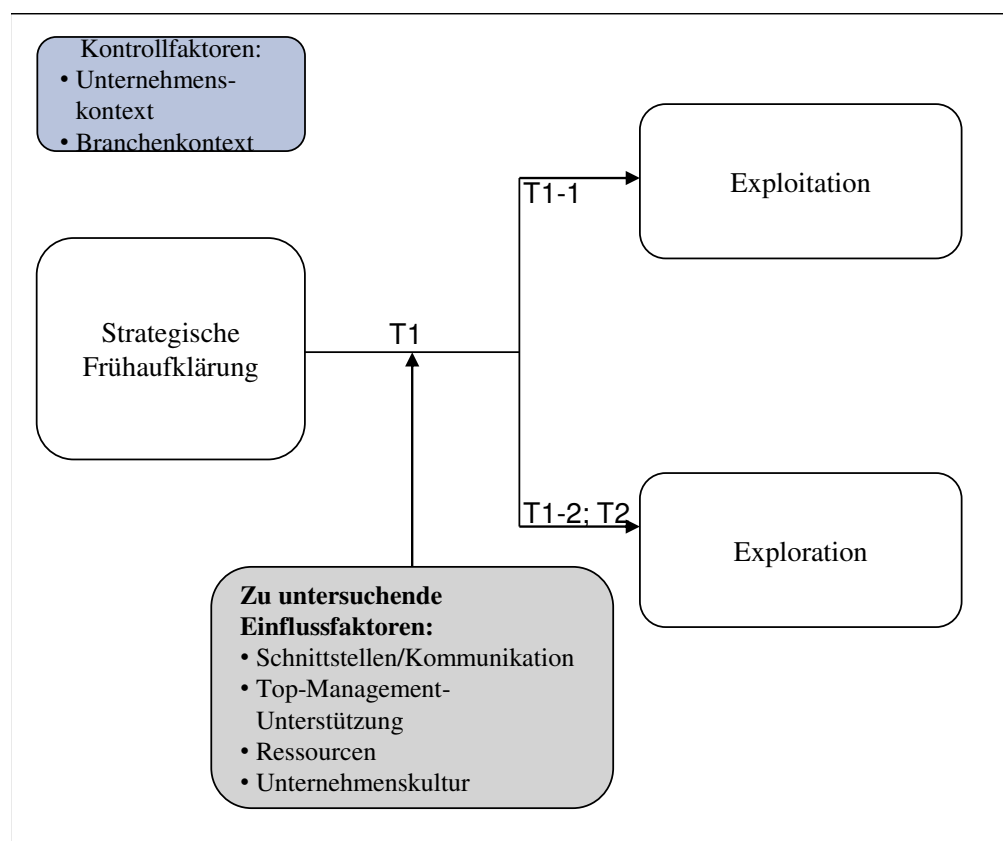 Kontrollfaktoren:
• Unternehmens-
kontext
• Branchenkontext
T1-1
Exploitation
Strategische
Frühaufklärung
T1
T1-2; T2
Exploration
Zu untersuchende
Einflussfaktoren:
• Schnittstellen/Kommunikation
• Top-Management-
Unterstützung
• Ressourcen
• Unternehmenskultur